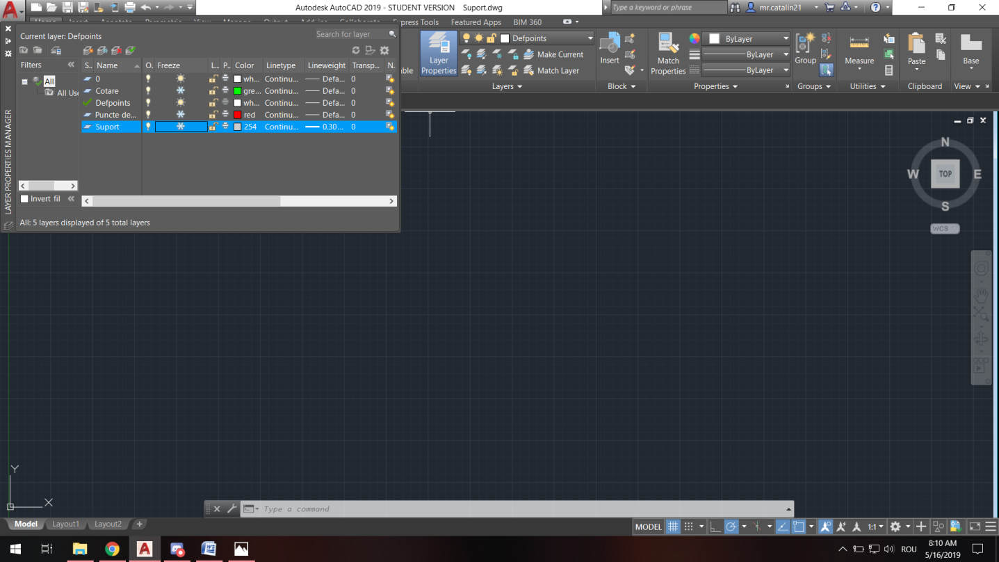 Autodesk AutoCAD 2019 - STUDENT VERSION Suport.dwg
Type a keyword or phrase
mr.catalin21
Express Tools Featured Apps BIM 360
Current layer: Defpoints
Search for layer
Filters
S.. Name O. Freeze L... P.. Color Linetype Lineweight Transp... N.
All
All Use
0 wh... Continu... Defa... 0
Cotare gre... Continu... Defa... 0
Defpoints wh... Continu... Defa... 0
Puncte de... red Continu... Defa... 0
Suport 254 Continu... 0.30... 0
Invert fil
All: 5 layers displayed of 5 total layers
LAYER PROPERTIES MANAGER
Layer Properties
Defpoints
Make Current
Match Layer
Layers
Insert
Block
Match Properties
ByLayer
ByLayer
ByLayer
Properties
Group
Groups
Measure
Utilities
Paste
Clipboard
Base
View
N
W TOP E
S
WCS
Y
X
Type a command
Model Layout1 Layout2 +
MODEL 1:1
ROU
8:10 AM
5/16/2019